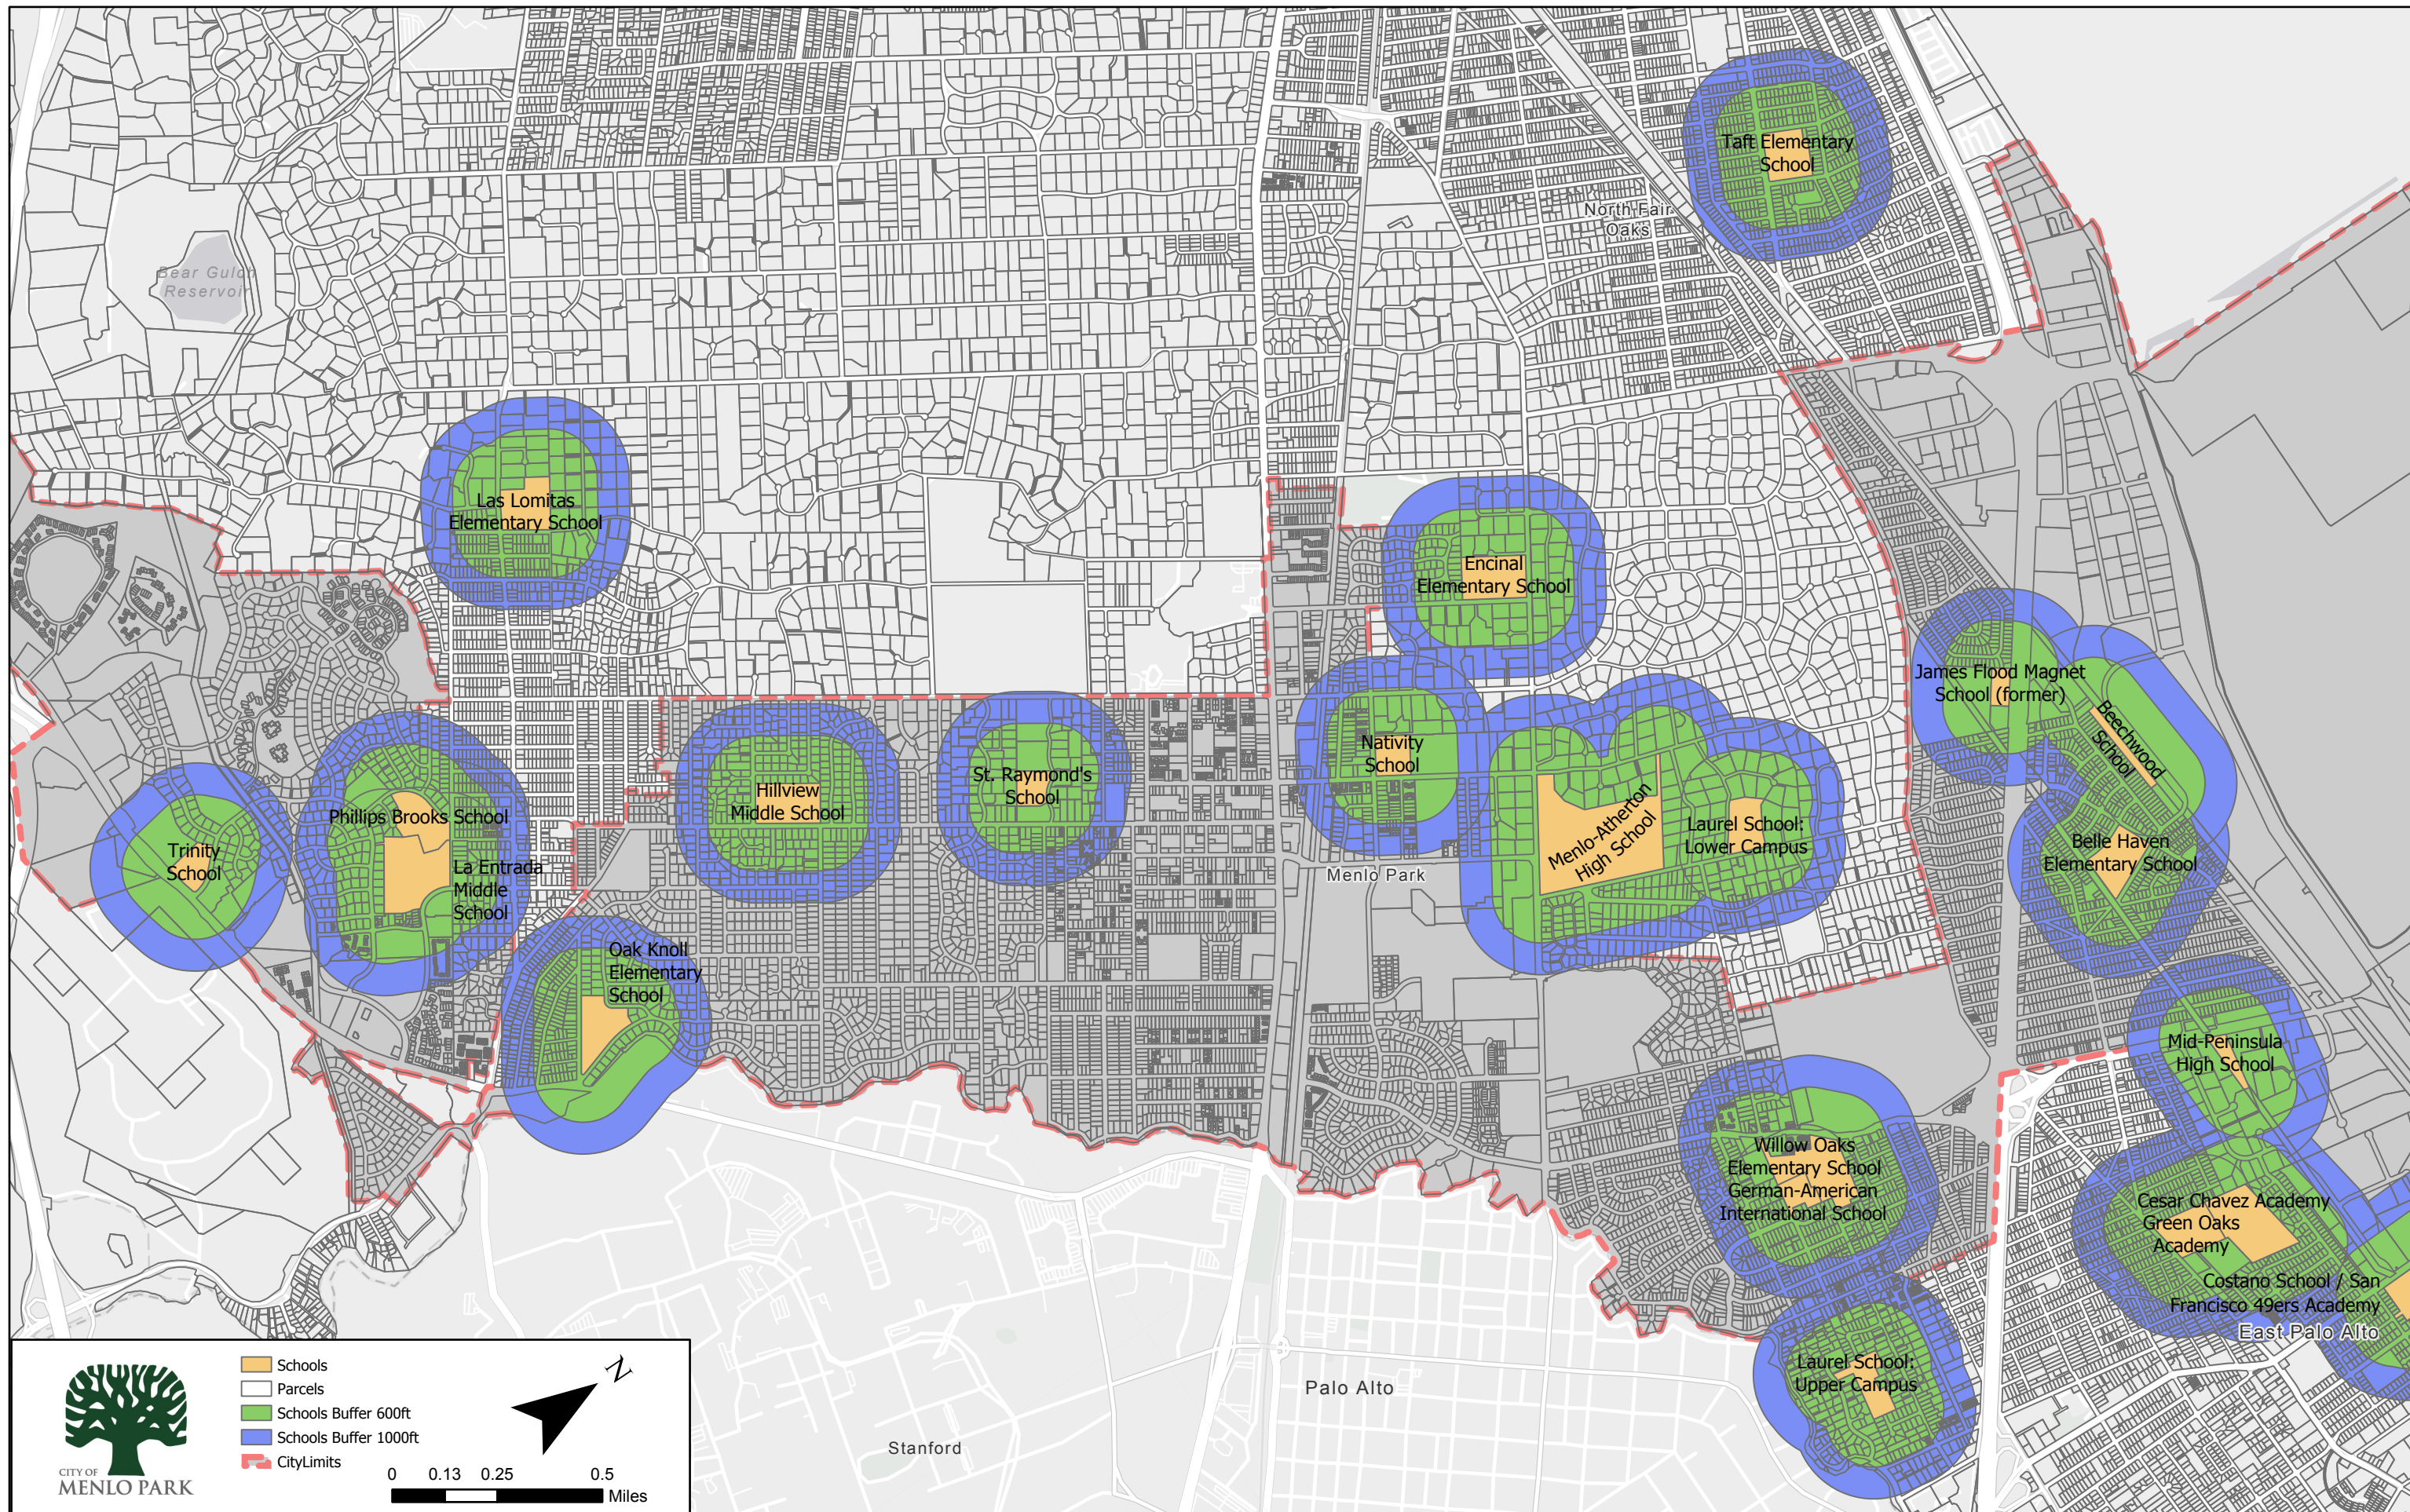 Taft Elementary
School
North Fair
Oaks
Bear Gulch
Reservoir
Las Lomitas
Elementary School
Encinal
Elementary School
James Flood Magnet
School (former)
Beechwood
School
Nativity
School
St. Raymond's
School
Hillview
Middle School
Phillips Brooks School
La Entrada
Middle
School
Trinity
School
Menlo-Atherton
High School
Laurel School:
Lower Campus
Belle Haven
Elementary School
Menlo Park
Oak Knoll
Elementary
School
Mid-Peninsula
High School
Willow Oaks
Elementary School
German-American
International School
Cesar Chavez Academy
Green Oaks
Academy
Costano School / San
Francisco 49ers Academy
East Palo Alto
Laurel School:
Upper Campus
Palo Alto
Stanford
CITY OF
MENLO PARK
Schools
Parcels
Schools Buffer 600ft
Schools Buffer 1000ft
CityLimits
N
0 0.13 0.25 0.5
Miles